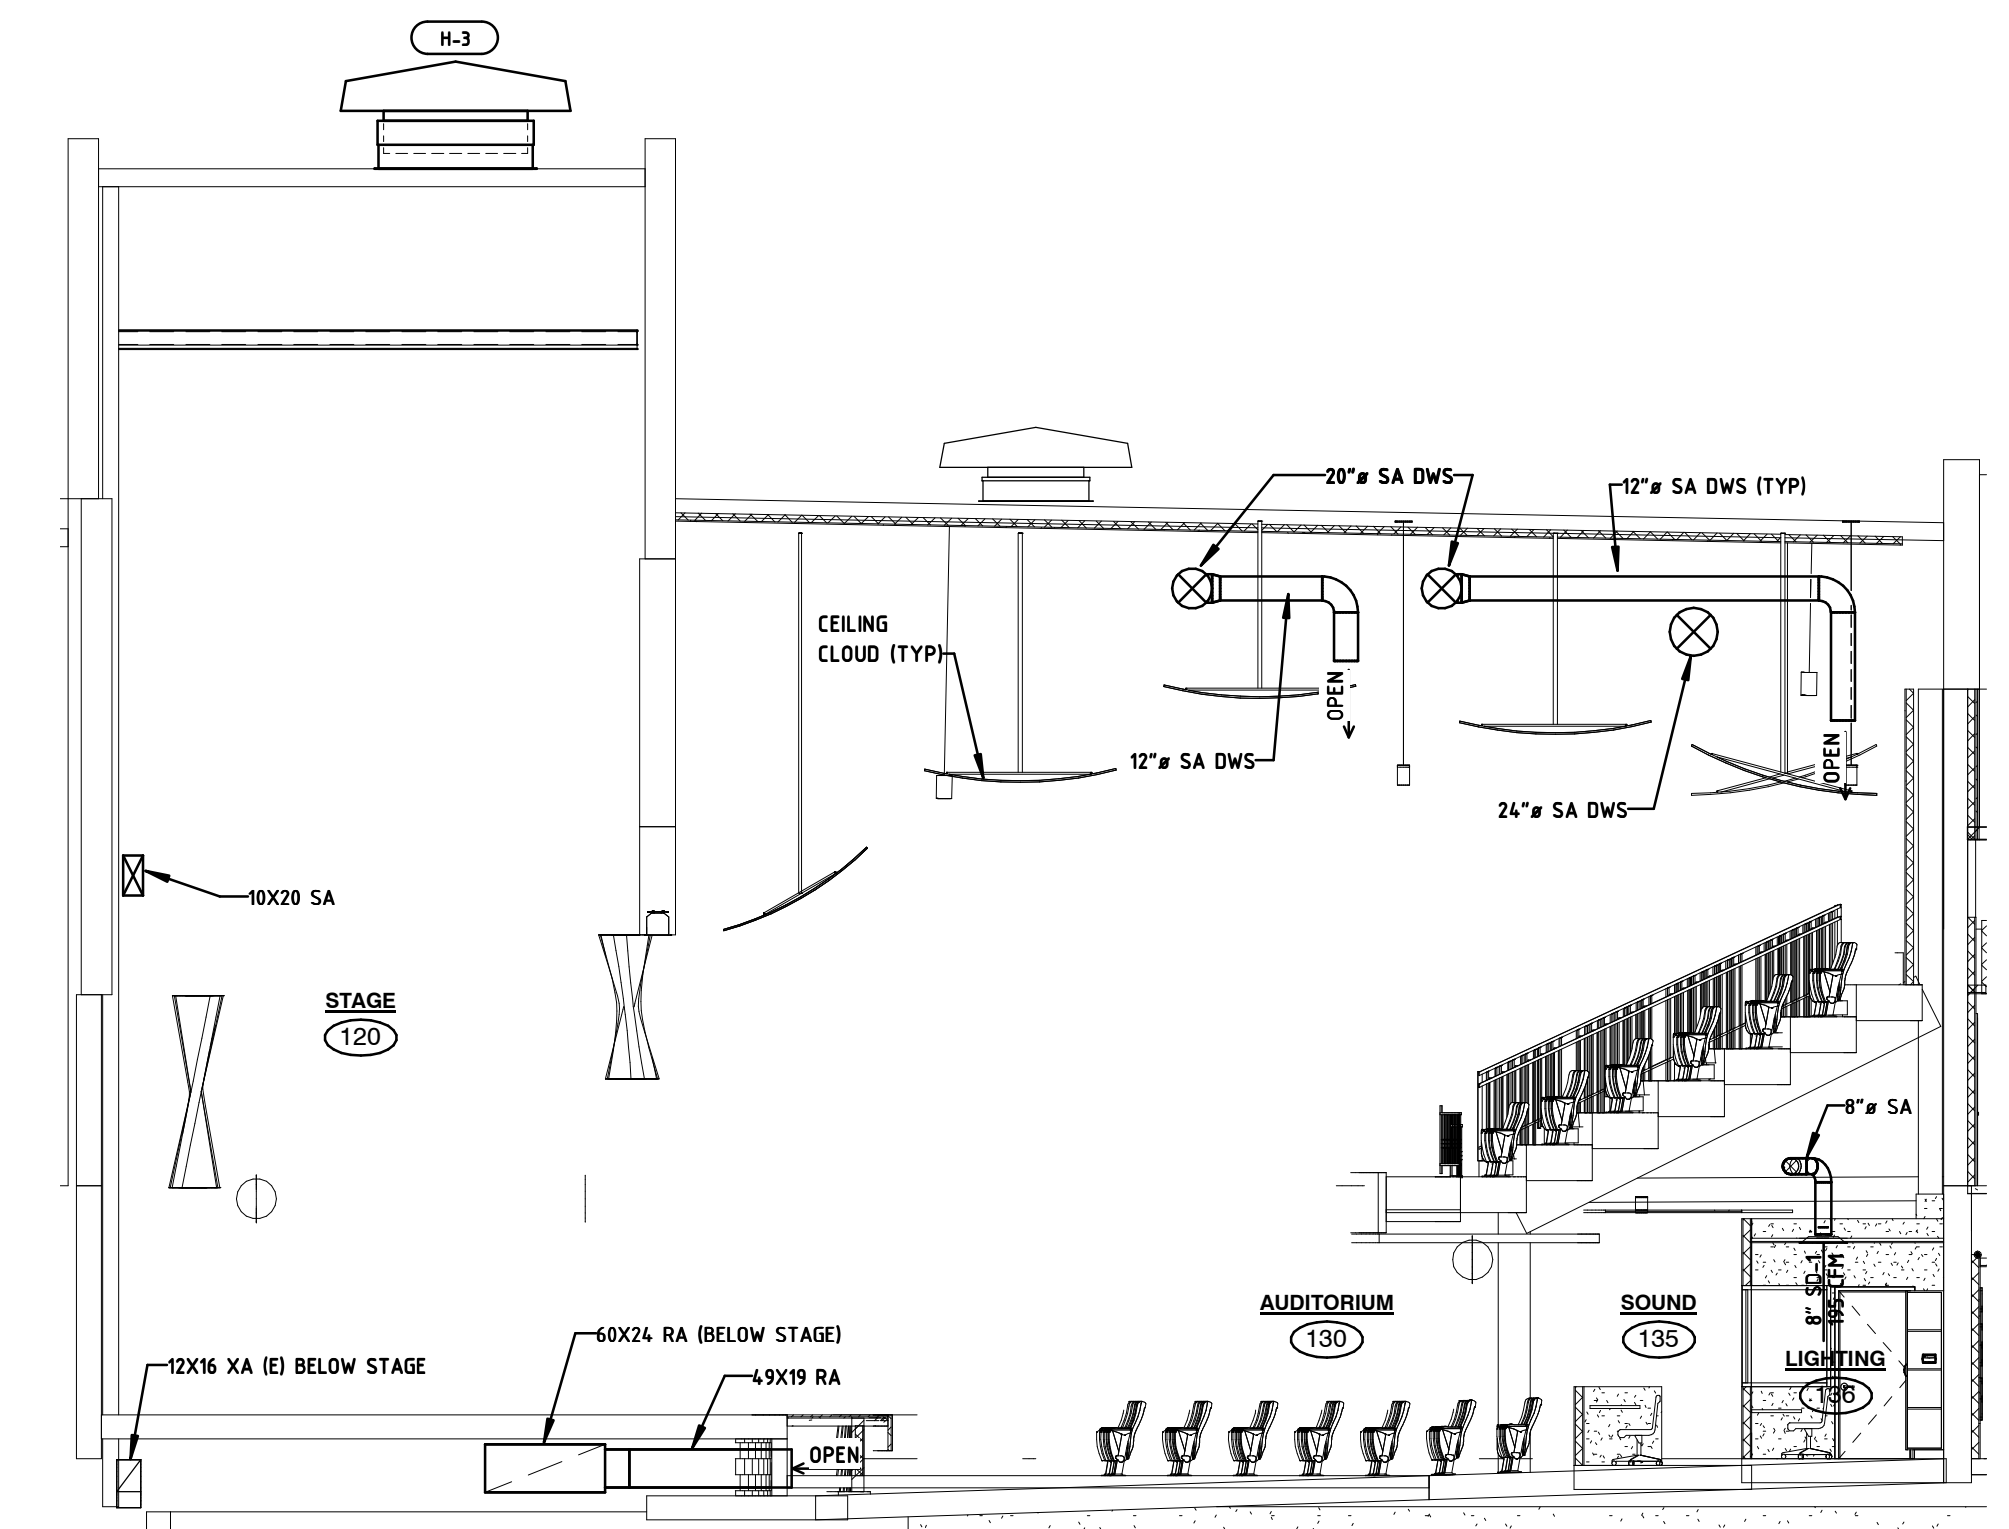 H-3
20"ø SA DWS
12"ø SA DWS (TYP)
CEILING
CLOUD (TYP)
OPEN
12"ø SA DWS
OPEN
24"ø SA DWS
10X20 SA
STAGE
120
8"ø SA
8" SD-1
195 CFM
AUDITORIUM
130
SOUND
135
LIGHTING
136
60X24 RA (BELOW STAGE)
12X16 XA (E) BELOW STAGE
49X19 RA
OPEN